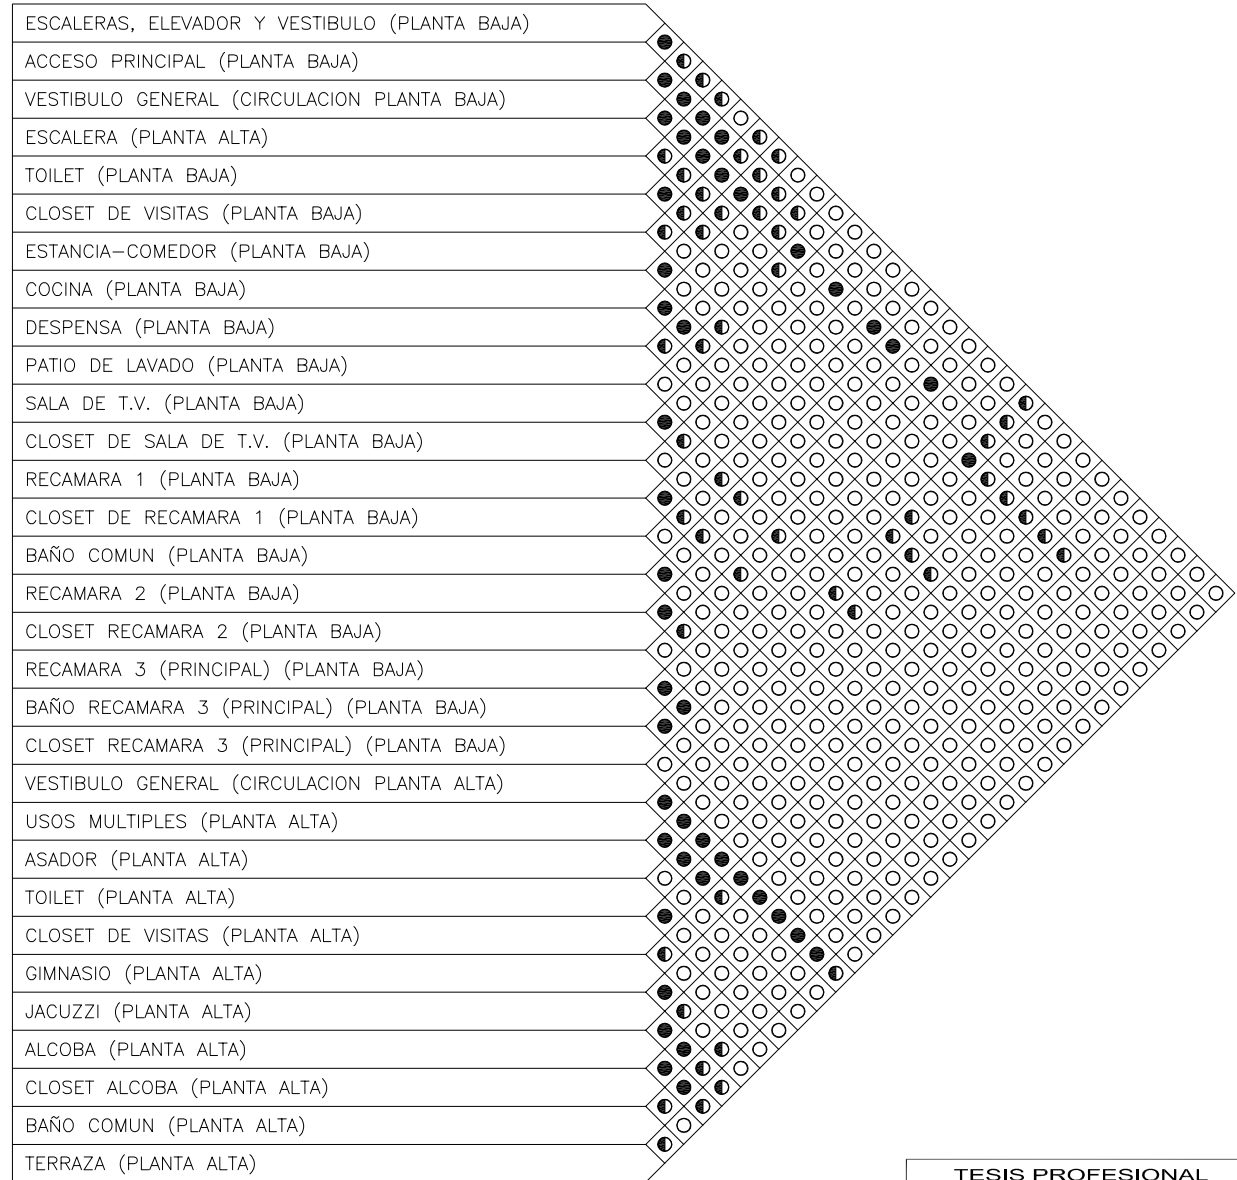 ESCALERAS, ELEVADOR Y VESTIBULO (PLANTA BAJA)
ACCESO PRINCIPAL (PLANTA BAJA)
VESTIBULO GENERAL (CIRCULACION PLANTA BAJA)
ESCALERA (PLANTA ALTA)
TOILET (PLANTA BAJA)
CLOSET DE VISITAS (PLANTA BAJA)
ESTANCIA-COMEDOR (PLANTA BAJA)
COCINA (PLANTA BAJA)
DESPENSA (PLANTA BAJA)
PATIO DE LAVADO (PLANTA BAJA)
SALA DE T.V. (PLANTA BAJA)
CLOSET DE SALA DE T.V. (PLANTA BAJA)
RECAMARA 1 (PLANTA BAJA)
CLOSET DE RECAMARA 1 (PLANTA BAJA)
BAÑO COMUN (PLANTA BAJA)
RECAMARA 2 (PLANTA BAJA)
CLOSET RECAMARA 2 (PLANTA BAJA)
RECAMARA 3 (PRINCIPAL) (PLANTA BAJA)
BAÑO RECAMARA 3 (PRINCIPAL) (PLANTA BAJA)
CLOSET RECAMARA 3 (PRINCIPAL) (PLANTA BAJA)
VESTIBULO GENERAL (CIRCULACION PLANTA ALTA)
USOS MULTIPLES (PLANTA ALTA)
ASADOR (PLANTA ALTA)
TOILET (PLANTA ALTA)
CLOSET DE VISITAS (PLANTA ALTA)
GIMNASIO (PLANTA ALTA)
JACUZZI (PLANTA ALTA)
ALCOBA (PLANTA ALTA)
CLOSET ALCOBA (PLANTA ALTA)
BAÑO COMUN (PLANTA ALTA)
TERRAZA (PLANTA ALTA)
TESIS PROFESIONAL